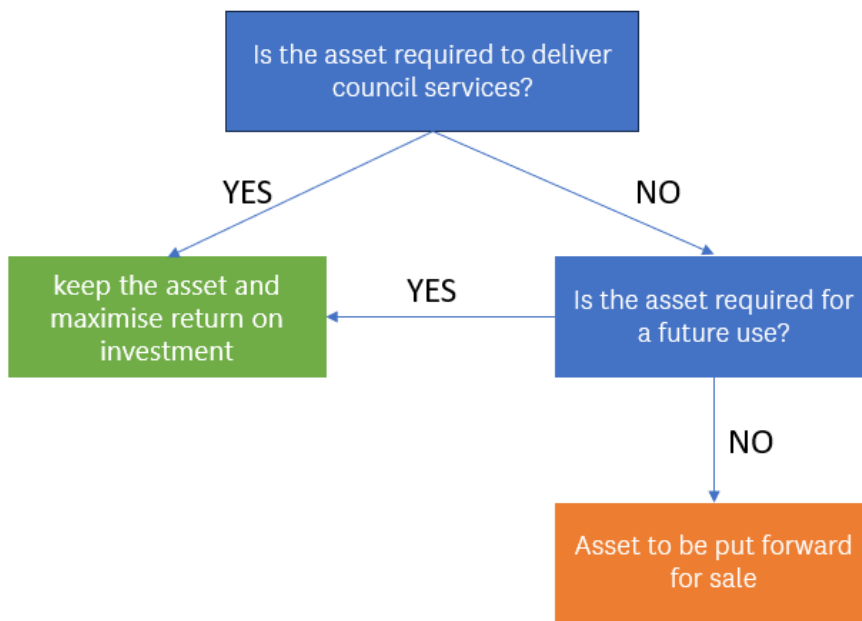 Is the asset required to deliver
council services?
YES
NO
keep the asset and
maximise return on
investment
YES
Is the asset required for
a future use?
NO
Asset to be put forward
for sale